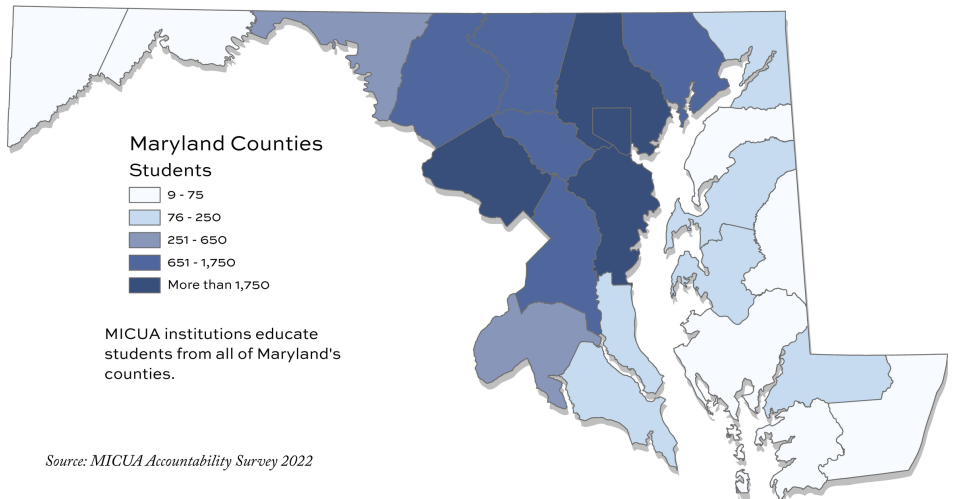 Maryland Counties
Students
9 - 75
76 - 250
251 - 650
651 - 1,750
More than 1,750
MICUA institutions educate
students from all of Maryland's
counties.
Source: MICUA Accountability Survey 2022